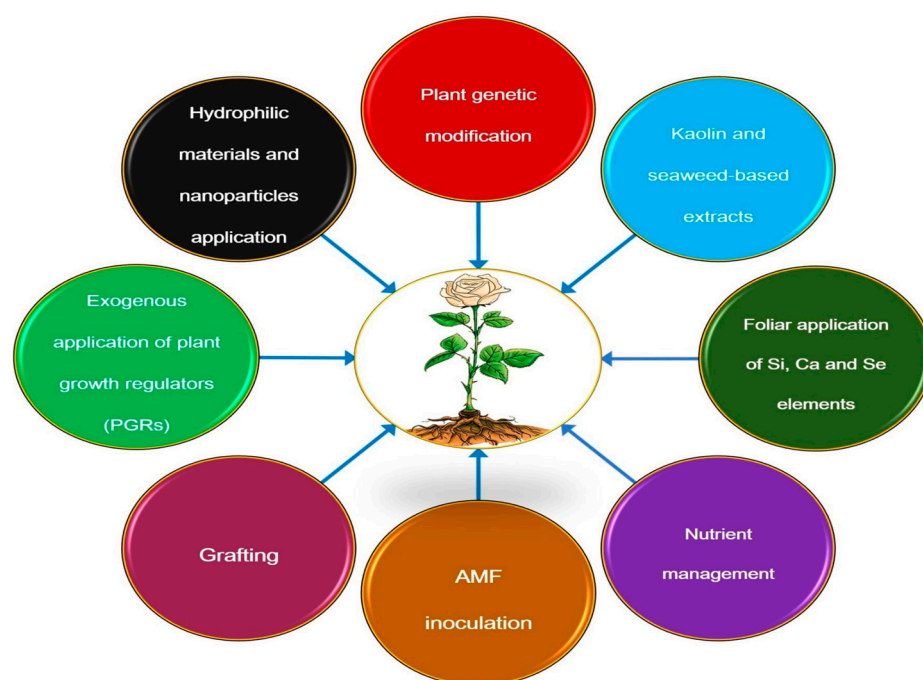 Plant genetic
modification
Kaolin and
seaweed-based
extracts
Foliar application
of Si, Ca and Se
elements
Nutrient
management
AMF
inoculation
Grafting
Exogenous
application of plant
growth regulators
(PGRs)
Hydrophilic
materials and
nanoparticles
application